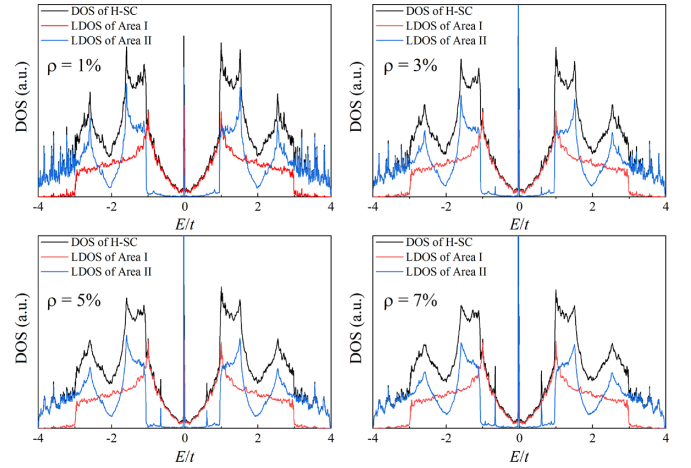 DOS of H-SC
LDOS of Area I
LDOS of Area II
ρ = 1%
DOS (a.u.)
-4 -2 0 2 4
E/t
DOS of H-SC
LDOS of Area I
LDOS of Area II
ρ = 3%
DOS (a.u.)
-4 -2 0 2 4
E/t
DOS of H-SC
LDOS of Area I
LDOS of Area II
ρ = 5%
DOS (a.u.)
-4 -2 0 2 4
E/t
DOS of H-SC
LDOS of Area I
LDOS of Area II
ρ = 7%
DOS (a.u.)
-4 -2 0 2 4
E/t